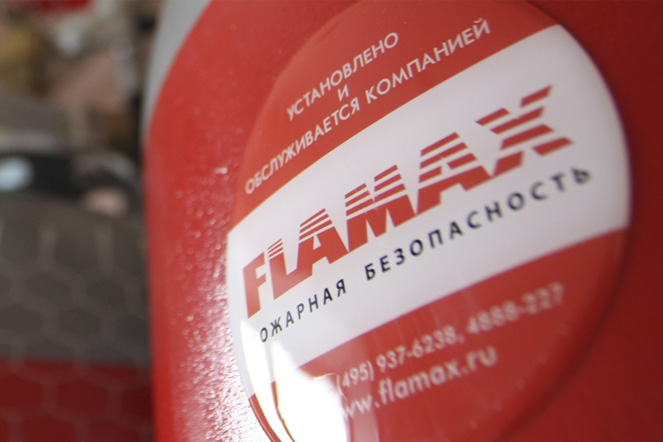 УСТАНОВЛЕНО
И
ОБСЛУЖИВАЕТСЯ КОМПАНИЕЙ
FLAMAX
ОЖАРНАЯ БЕЗОПАСНОСТЬ
(495) 937-6238, 4888-227
www.flamax.ru